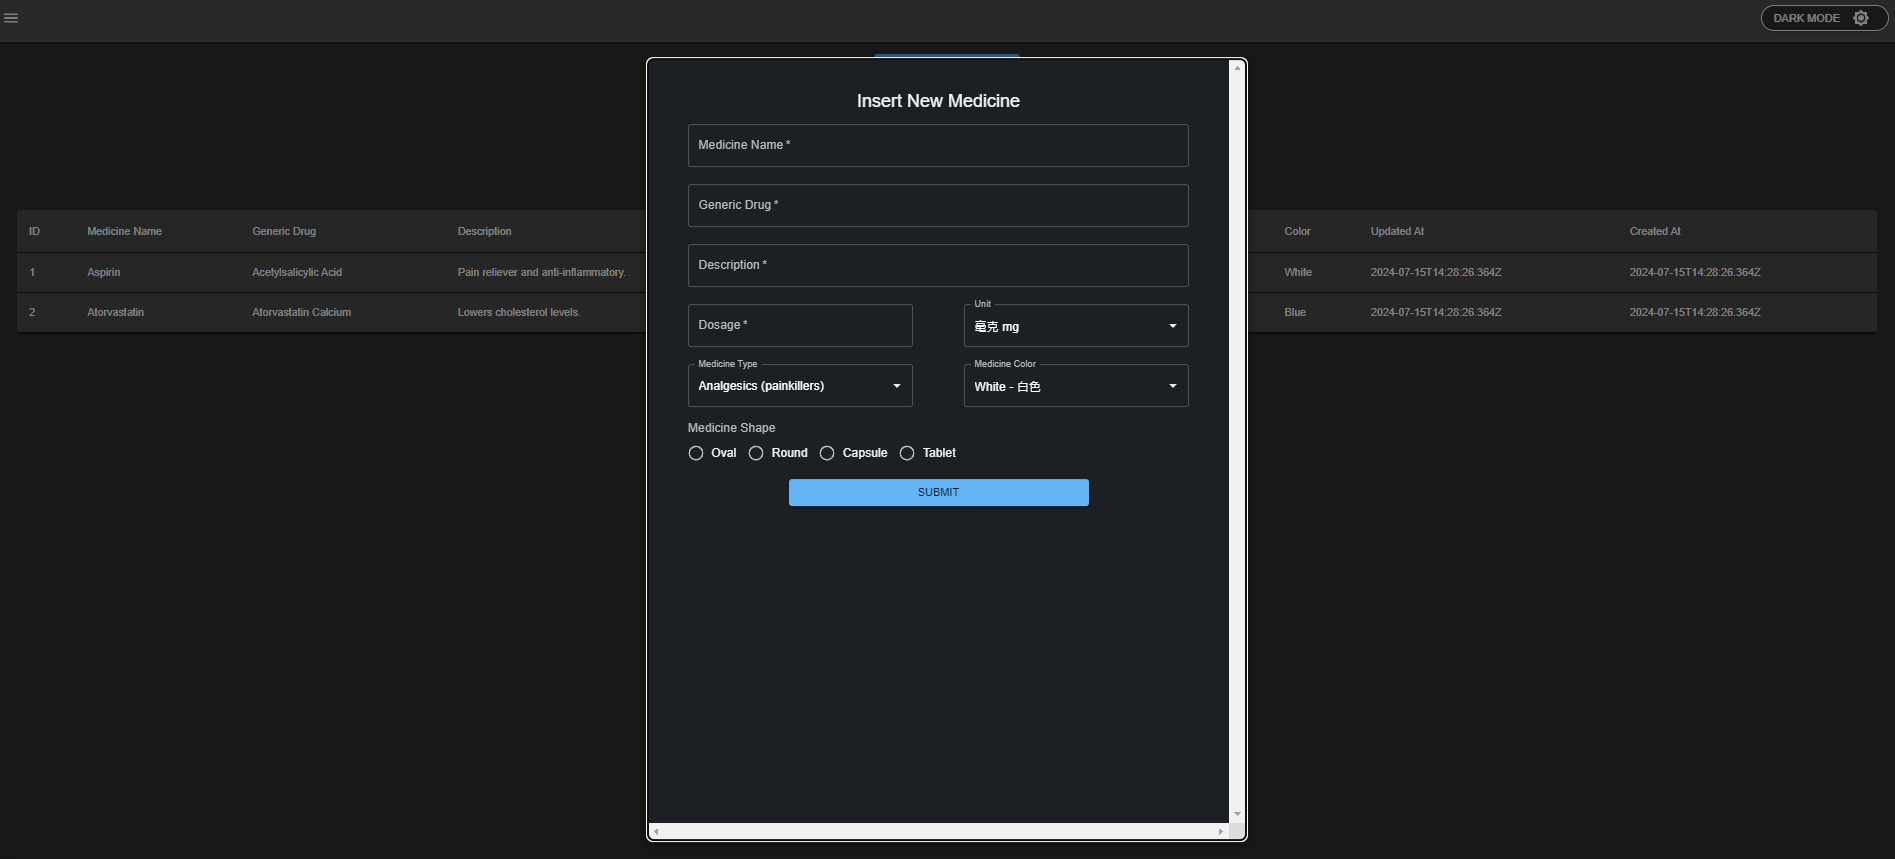 DARK MODE
Insert New Medicine
Medicine Name *
Generic Drug *
Description *
Dosage *
Unit
毫克 mg
Medicine Type
Analgesics (painkillers)
Medicine Color
White - 白色
Medicine Shape
Oval Round Capsule Tablet
SUBMIT
ID Medicine Name Generic Drug Description Color Updated At Created At
1 Aspirin Acetylsalicylic Acid Pain reliever and anti-inflammatory. White 2024-07-15T14:28:26.364Z 2024-07-15T14:28:26.364Z
2 Atorvastatin Atorvastatin Calcium Lowers cholesterol levels. Blue 2024-07-15T14:28:26.364Z 2024-07-15T14:28:26.364Z